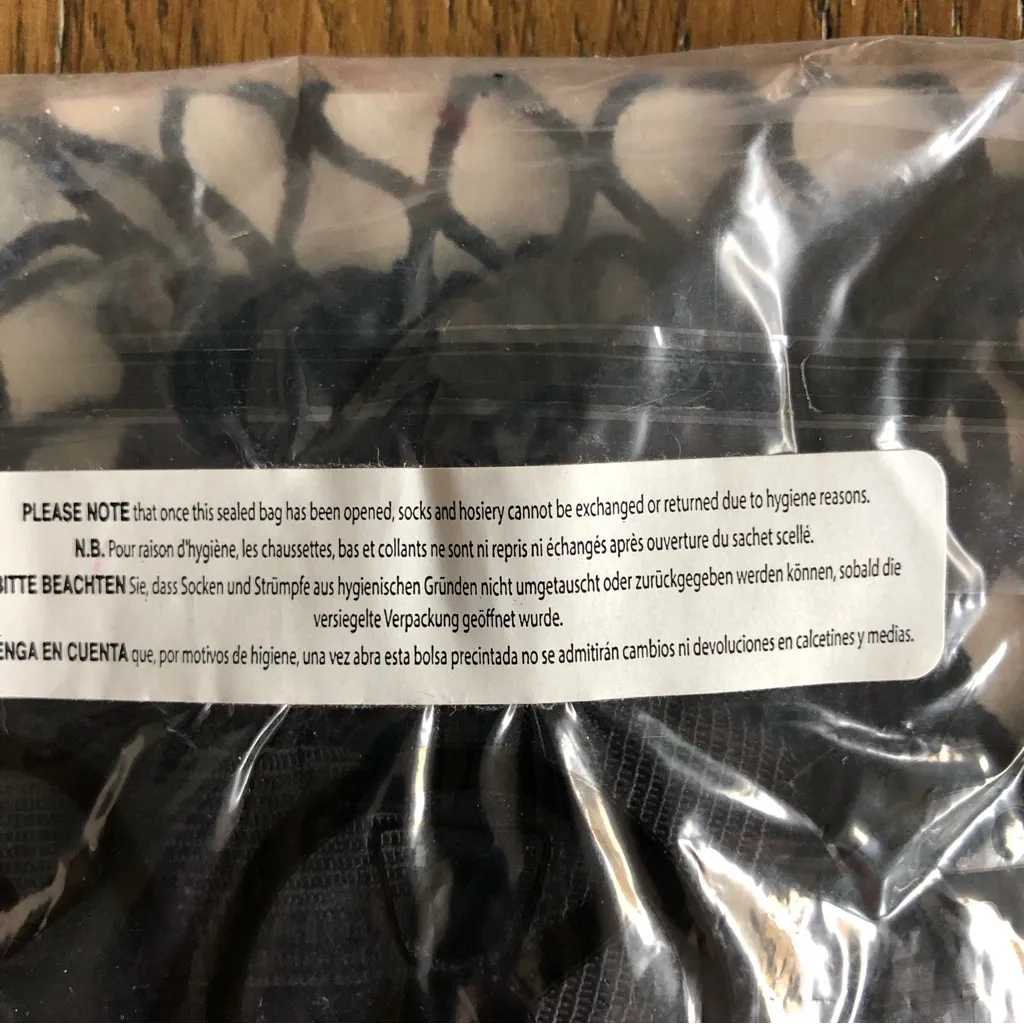 PLEASE NOTE that once this sealed bag has been opened, socks and hosiery cannot be exchanged or returned due to hygiene reasons.
N.B. Pour raison d'hygiène, les chaussettes, bas et collants ne sont ni repris ni échangés après ouverture du sachet scellé.
BITTE BEACHTEN Sie, dass Socken und Strümpfe aus hygienischen Gründen nicht umgetauscht oder zurückgegeben werden können, sobald die
versiegelte Verpackung geöffnet wurde.
ENGA EN CUENTA que, por motivos de higiene, una vez abra esta bolsa precintada no se admitirán cambios ni devoluciones en calcetines y medias.